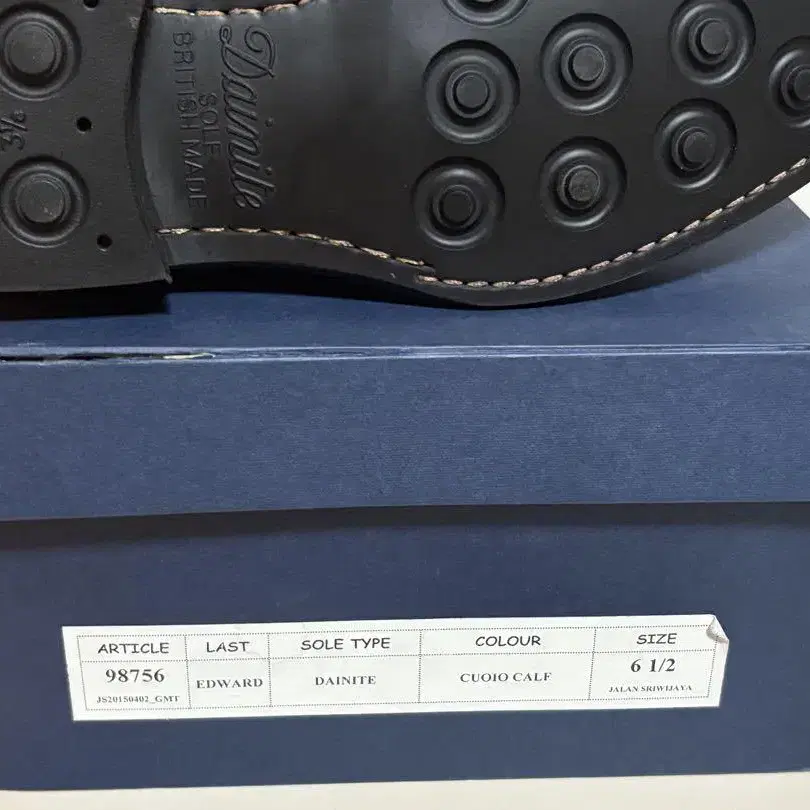 Dainite
SOLE
BRITISH MADE
ARTICLE LAST SOLE TYPE COLOUR SIZE
98756 EDWARD DAINITE CUOIO CALF 6 1/2
JS20150402_GMT JALAN SRIWIJAYA